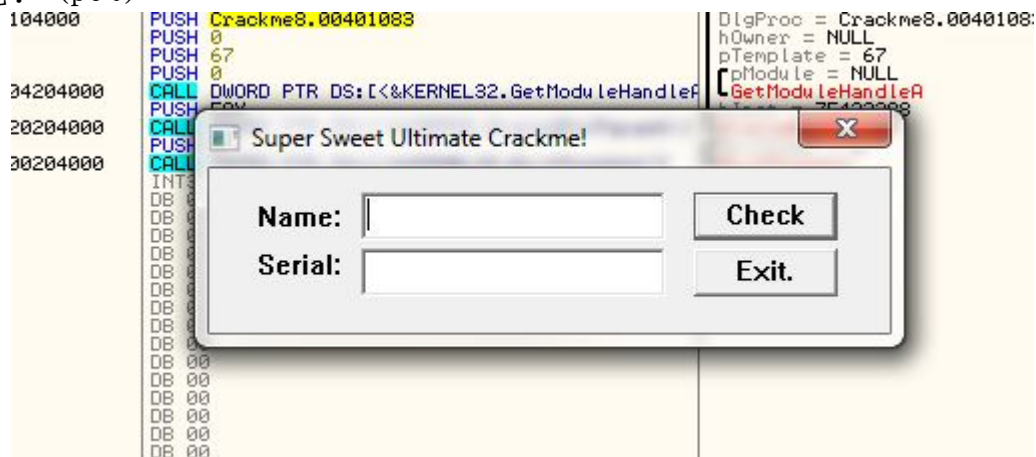 104000 PUSH Crackme8.00401083 DlgProc = Crackme8.00401083
PUSH 0 hOwner = NULL
PUSH 67 pTemplate = 67
PUSH 0 pModule = NULL
04204000 CALL DWORD PTR DS:[<&KERNEL32.GetModuleHandleA GetModuleHandleA
PUSH
20204000 CALL
PUSH
00204000 CALL
Super Sweet Ultimate Crackme!
X
INT3
DB
DB
Name: Check
DB
DB
Serial: Exit.
DB
DB
DB
DB
DB 00
DB 00
DB 00
DB 00
DB 00
DB 00